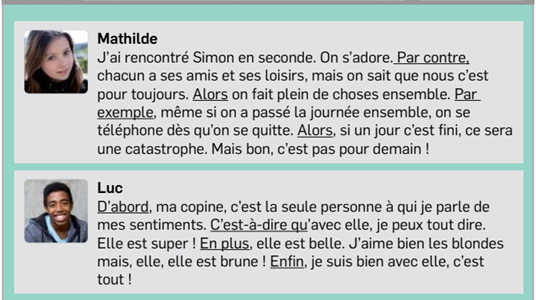 Mathilde
J'ai rencontré Simon en seconde. On s'adore. Par contre,
chacun a ses amis et ses loisirs, mais on sait que nous c'est
pour toujours. Alors on fait plein de choses ensemble. Par
exemple, même si on a passé la journée ensemble, on se
téléphone dès qu'on se quitte. Alors, si un jour c'est fini, ce sera
une catastrophe. Mais bon, c'est pas pour demain !
Luc
D'abord, ma copine, c'est la seule personne à qui je parle de
mes sentiments. C'est-à-dire qu'avec elle, je peux tout dire.
Elle est super ! En plus, elle est belle. J'aime bien les blondes
mais, elle, elle est brune ! Enfin, je suis bien avec elle, c'est
tout !